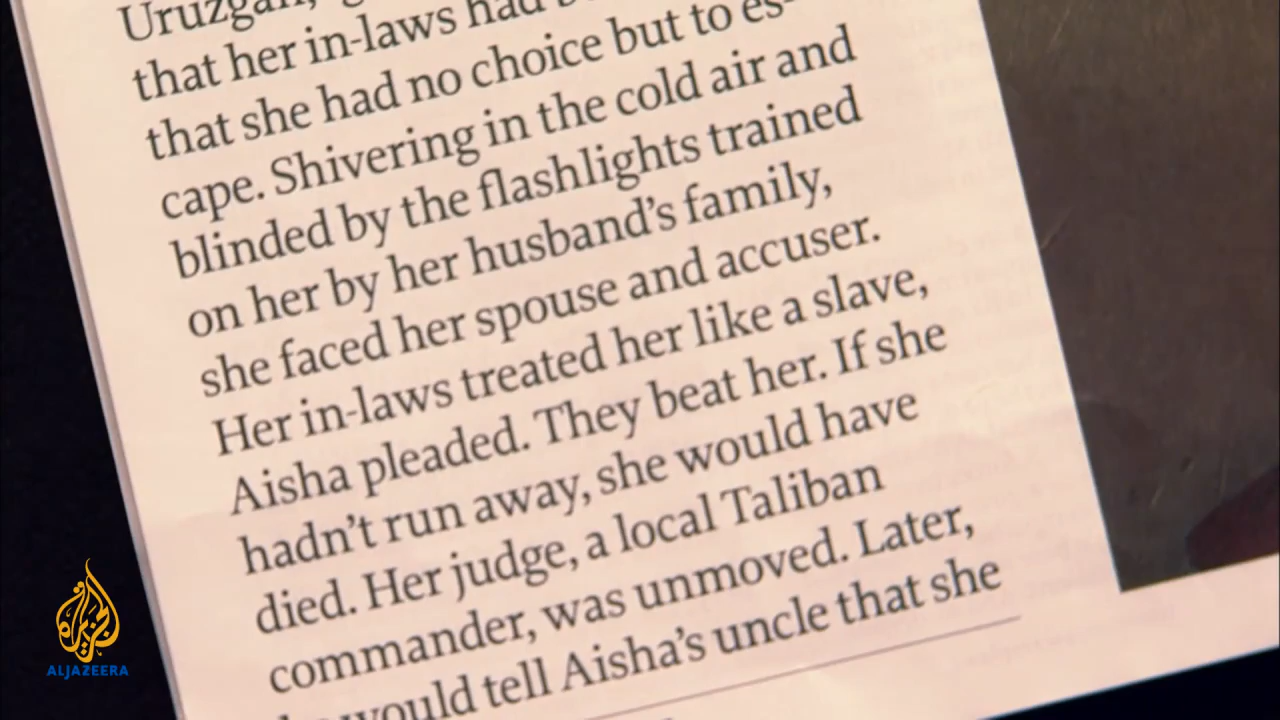 Uruzgan,
that her in-laws had
that she had no choice but to es-
cape. Shivering in the cold air and
blinded by the flashlights trained
on her by her husband's family,
she faced her spouse and accuser.
Her in-laws treated her like a slave,
Aisha pleaded. They beat her. If she
hadn't run away, she would have
died. Her judge, a local Taliban
commander, was unmoved. Later,
would tell Aisha's uncle that she
الجزيرة
ALJAZEERA